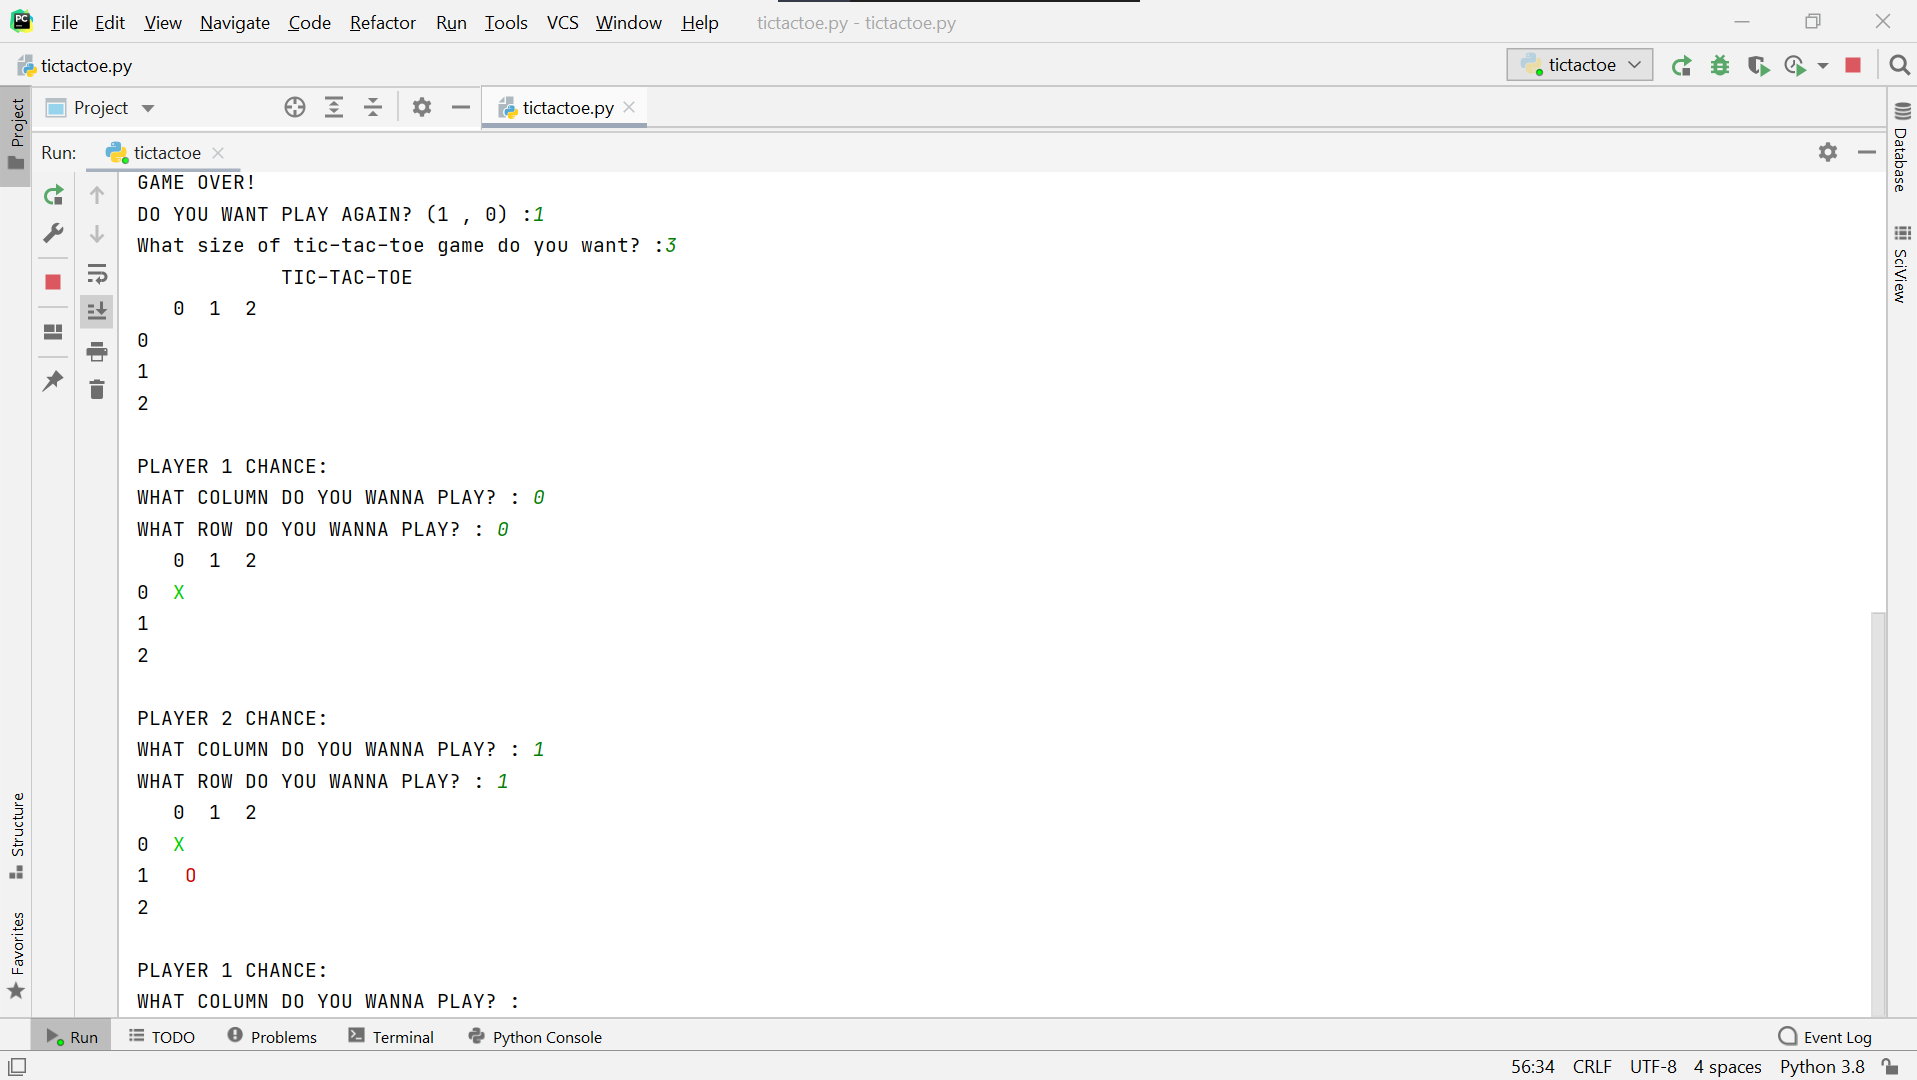 PC File Edit View Navigate Code Refactor Run Tools VCS Window Help tictactoe.py - tictactoe.py
tictactoe.py tictactoe
Project Project tictactoe.py
Run: tictactoe
GAME OVER!
DO YOU WANT PLAY AGAIN? (1 , 0) :1
What size of tic-tac-toe game do you want? :3
TIC-TAC-TOE
0 1 2
0
1
2
PLAYER 1 CHANCE:
WHAT COLUMN DO YOU WANNA PLAY? : 0
WHAT ROW DO YOU WANNA PLAY? : 0
0 1 2
0 X
1
2
PLAYER 2 CHANCE:
WHAT COLUMN DO YOU WANNA PLAY? : 1
WHAT ROW DO YOU WANNA PLAY? : 1
0 1 2
0 X
1 O
2
PLAYER 1 CHANCE:
WHAT COLUMN DO YOU WANNA PLAY? :
Database
SciView
Structure
Favorites
Run TODO Problems Terminal Python Console Event Log
56:34 CRLF UTF-8 4 spaces Python 3.8